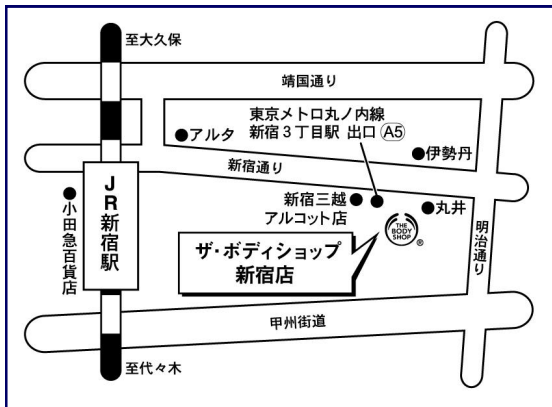 至大久保
靖国通り
東京メトロ丸ノ内線
新宿3丁目駅 出口 A5
●アルタ
●伊勢丹
新宿通り
JR新宿駅
●小田急百貨店
新宿三越●
アルコット店
●
●丸井
THE
BODY
SHOP
®
明治通り
ザ・ボディショップ
新宿店
甲州街道
至代々木